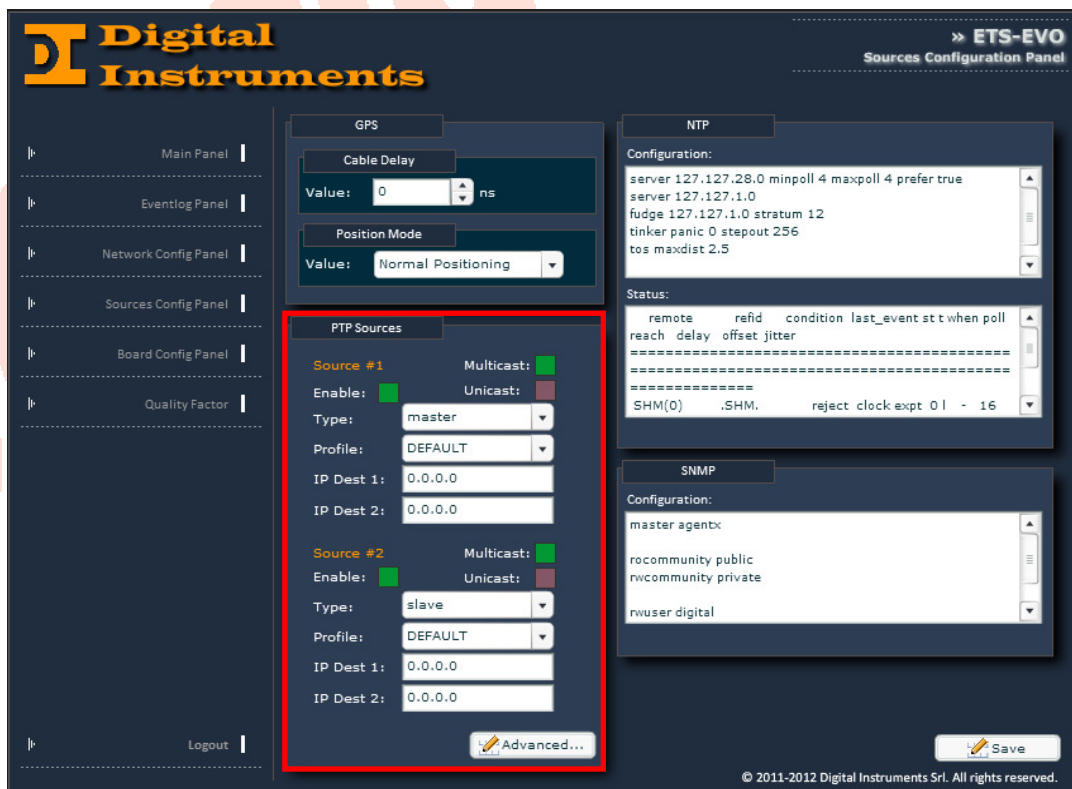 Digital
Instruments
» ETS-EVO
Sources Configuration Panel
Main Panel
Eventlog Panel
Network Config Panel
Sources Config Panel
Board Config Panel
Quality Factor
Logout
GPS
Cable Delay
Value: 0 ns
Position Mode
Value: Normal Positioning
PTP Sources
Source #1 Multicast:
Enable: Unicast:
Type: master
Profile: DEFAULT
IP Dest 1: 0.0.0.0
IP Dest 2: 0.0.0.0
Source #2 Multicast:
Enable: Unicast:
Type: slave
Profile: DEFAULT
IP Dest 1: 0.0.0.0
IP Dest 2: 0.0.0.0
Advanced...
NTP
Configuration:
server 127.127.28.0 minpoll 4 maxpoll 4 prefer true
server 127.127.1.0
fudge 127.127.1.0 stratum 12
tinker panic 0 stepout 256
tos maxdist 2.5
Status:
remote refid condition last_event st t when poll
reach delay offset jitter
==============================================
==============================================
===============
SHM(0) .SHM. reject clock expt 0 l - 16
SNMP
Configuration:
master agentx
rocommunity public
rwcommunity private
rwuser digital
Save
© 2011-2012 Digital Instruments Srl. All rights reserved.